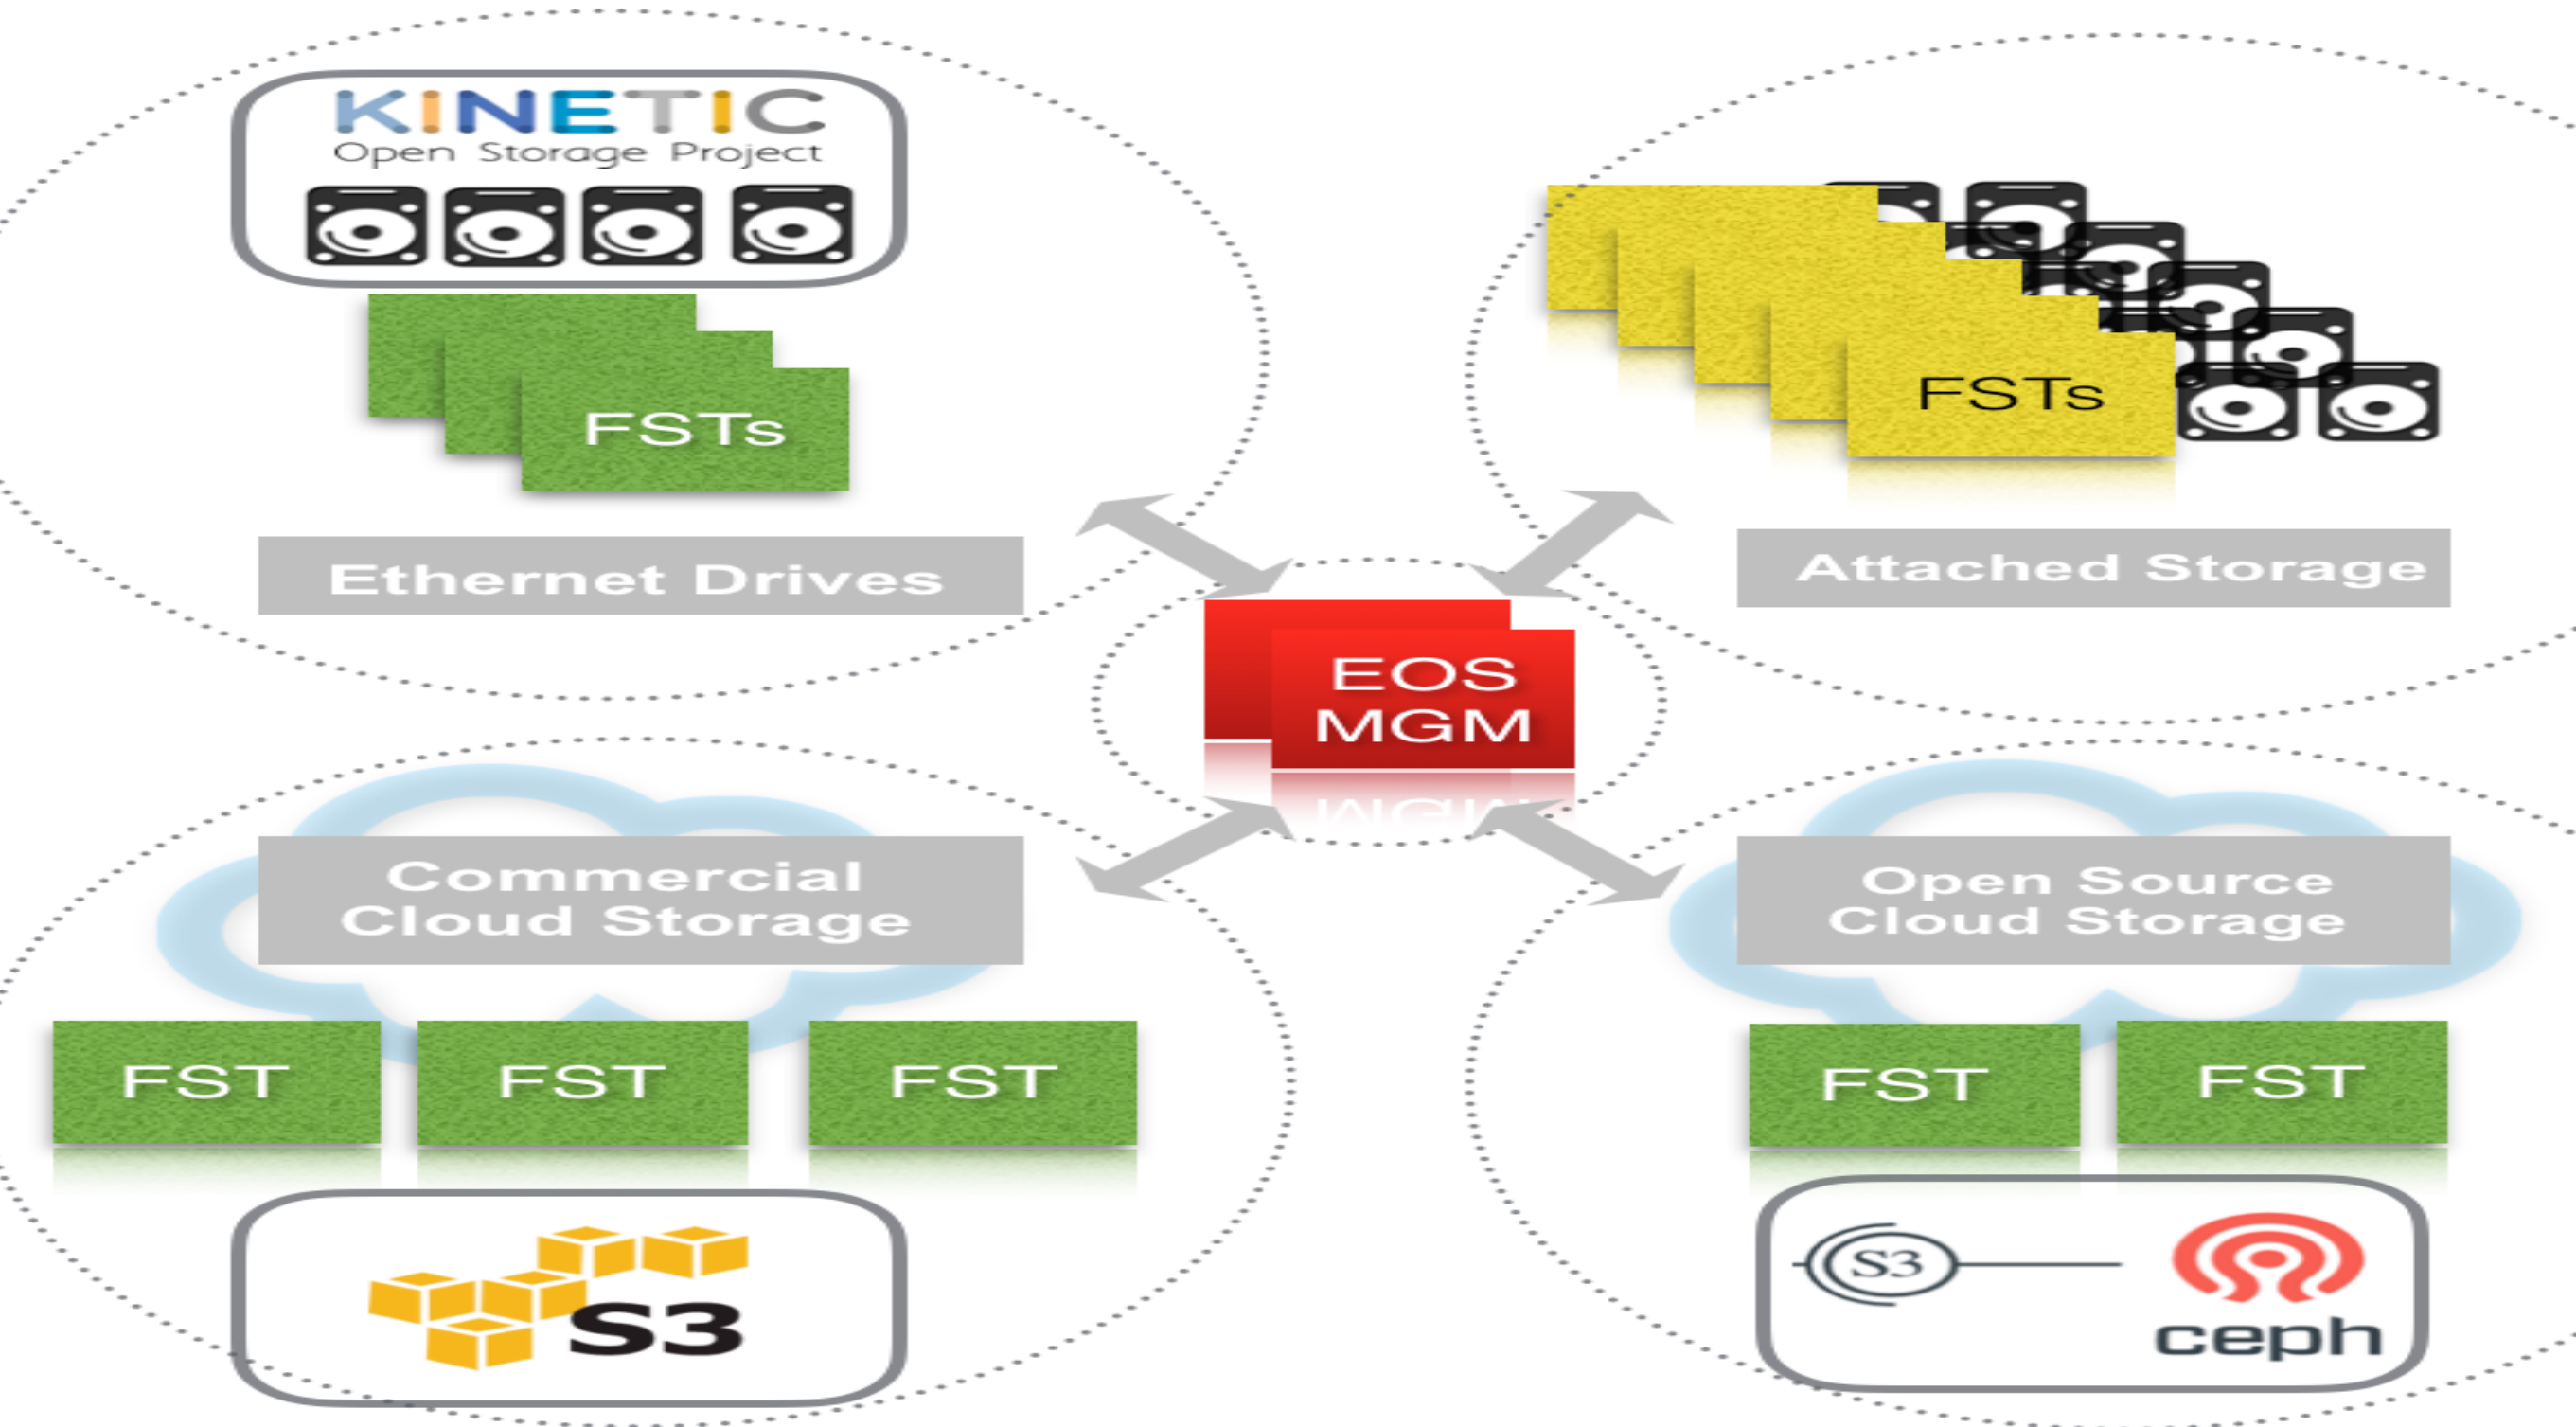 KINETIC
Open Storage Project
FSTs
Ethernet Drives
FSTs
Attached Storage
EOS
MGM
MGM
Commercial
Cloud Storage
FST
FST
FST
S3
Open Source
Cloud Storage
FST
FST
S3
ceph